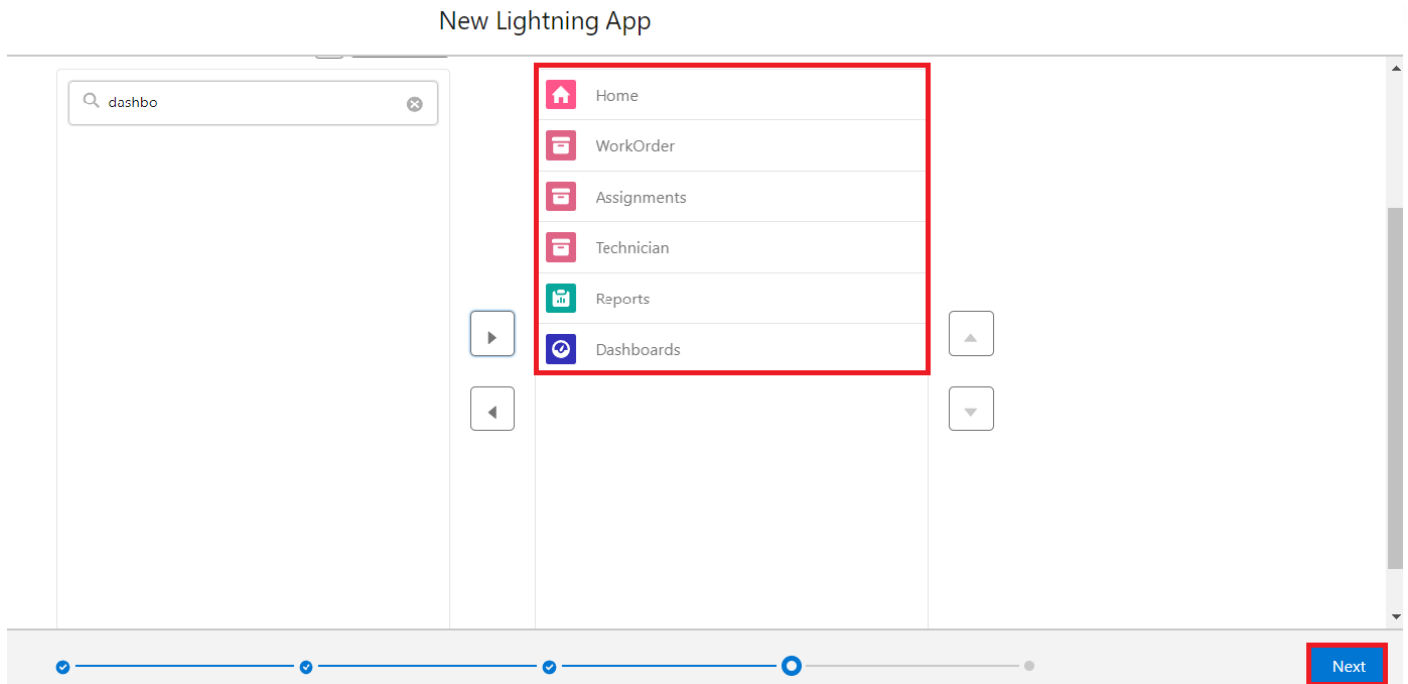 New Lightning App
dashbo
Home
WorkOrder
Assignments
Technician
Reports
Dashboards
Next